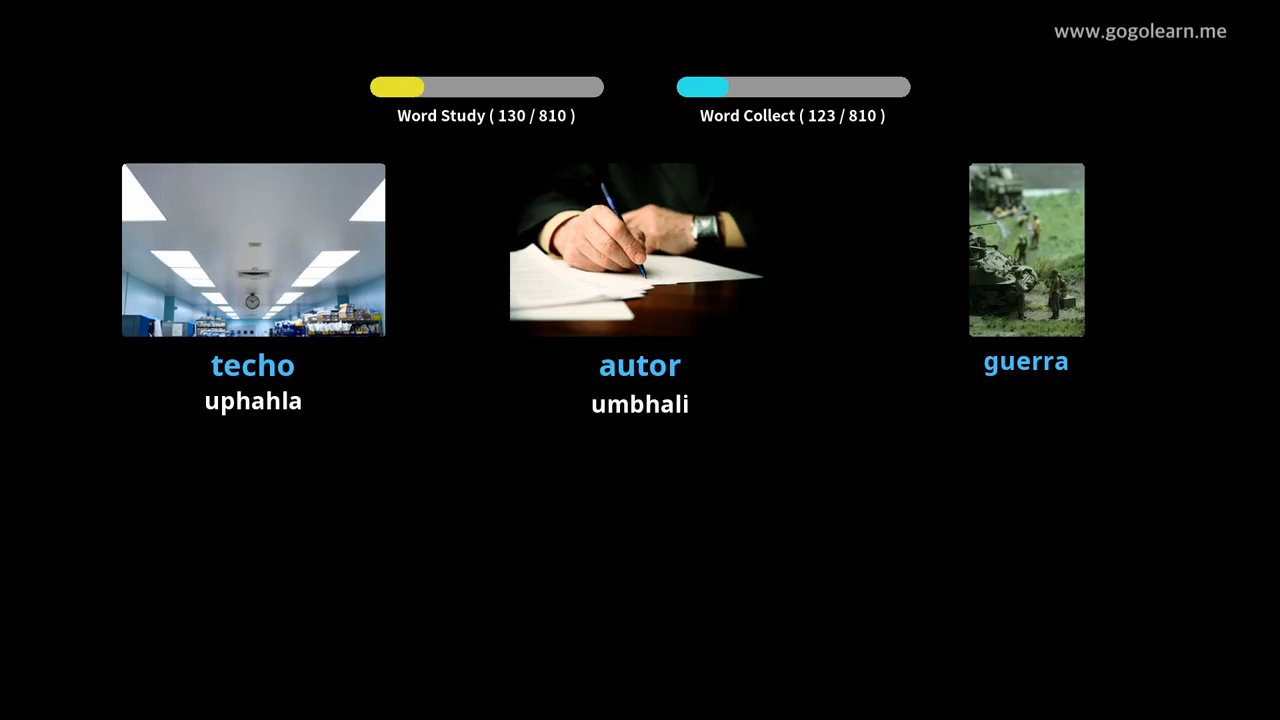 www.gogolearn.me
Word Study ( 130 / 810 )
Word Collect ( 123 / 810 )
techo
uphahla
autor
umbhali
guerra